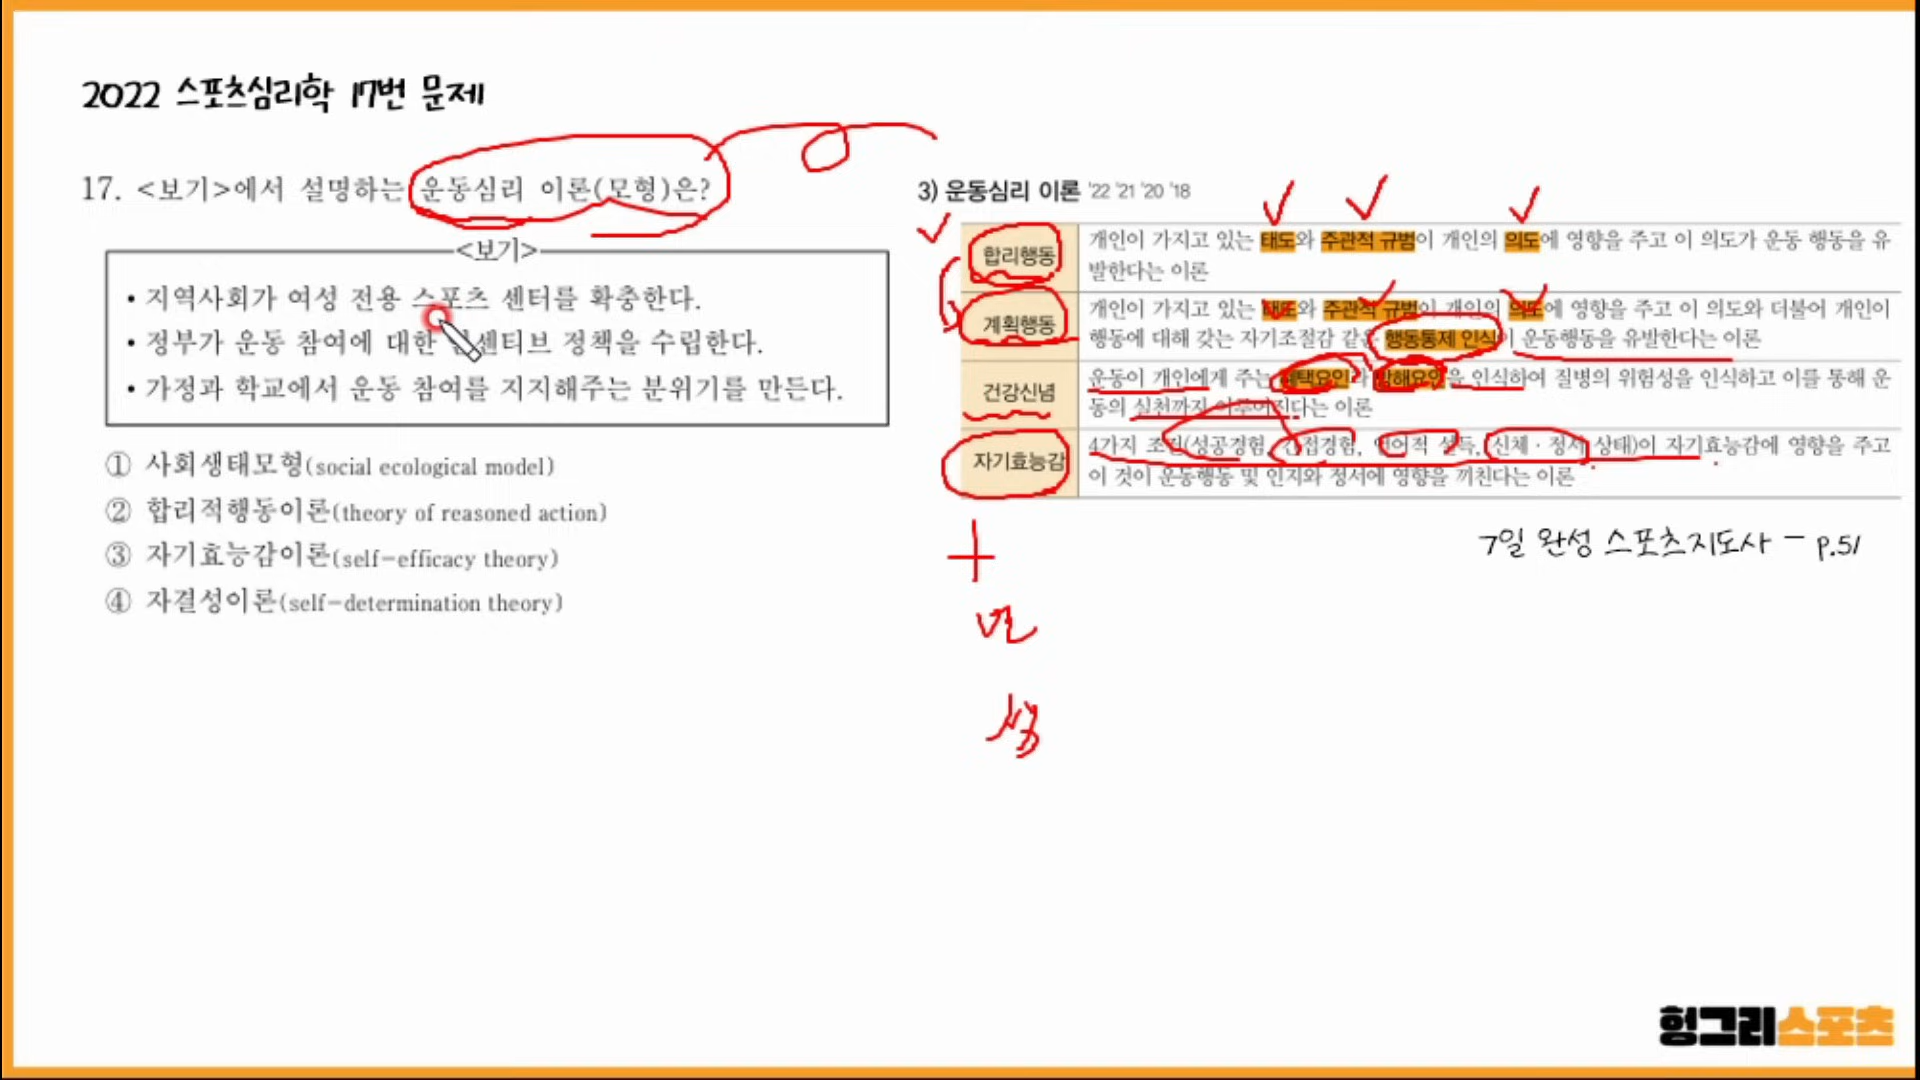 2022 스포츠심리학 17번 문제
17. <보기>에서 설명하는 운동심리 이론(모형)은?
<보기>
• 지역사회가 여성 전용 스포츠 센터를 확충한다.
• 정부가 운동 참여에 대한 센티브 정책을 수립한다.
• 가정과 학교에서 운동 참여를 지지해주는 분위기를 만든다.
① 사회생태모형(social ecological model)
② 합리적행동이론(theory of reasoned action)
③ 자기효능감이론(self-efficacy theory)
④ 자결성이론(self-determination theory)
3) 운동심리 이론 '22 '21 '20 '18
합리행동
개인이 가지고 있는 태도와 주관적 규범이 개인의 의도에 영향을 주고 이 의도가 운동 행동을 유
발한다는 이론
계획행동
개인이 가지고 있는 태도와 주관적 규범이 개인의 의도에 영향을 주고 이 의도와 더불어 개인이
행동에 대해 갖는 자기조절감 같은 행동통제 인식이 운동행동을 유발한다는 이론
건강신념
운동이 개인에게 주는 혜택요인과 방해요인을 인식하여 질병의 위험성을 인식하고 이를 통해 운
동의 실천까지 이루어진다는 이론
자기효능감
4가지 조건(성공경험, 간접경험, 언어적 설득, 신체·정서 상태)이 자기효능감에 영향을 주고
이 것이 운동행동 및 인지와 정서에 영향을 끼친다는 이론
7일 완성 스포츠지도사 - p.51
+
변
생
헝그리스포츠